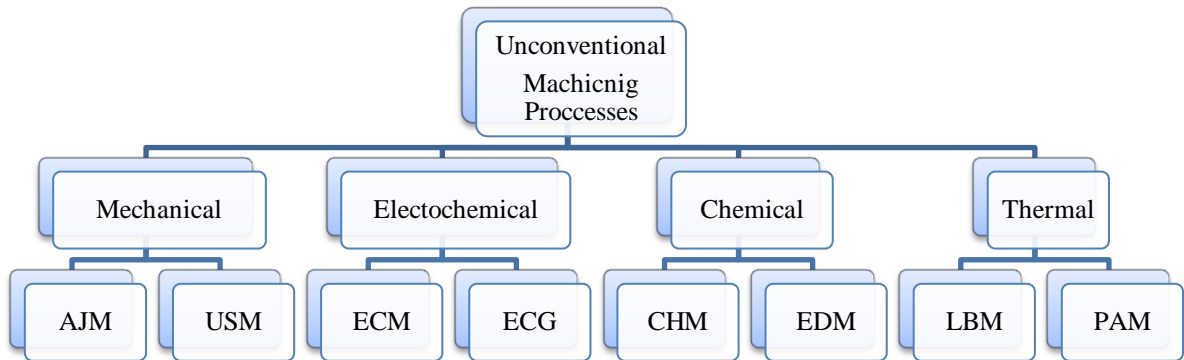 Unconventional
Machicnig
Proccesses
Mechanical
Electochemical
Chemical
Thermal
AJM
USM
ECM
ECG
CHM
EDM
LBM
PAM